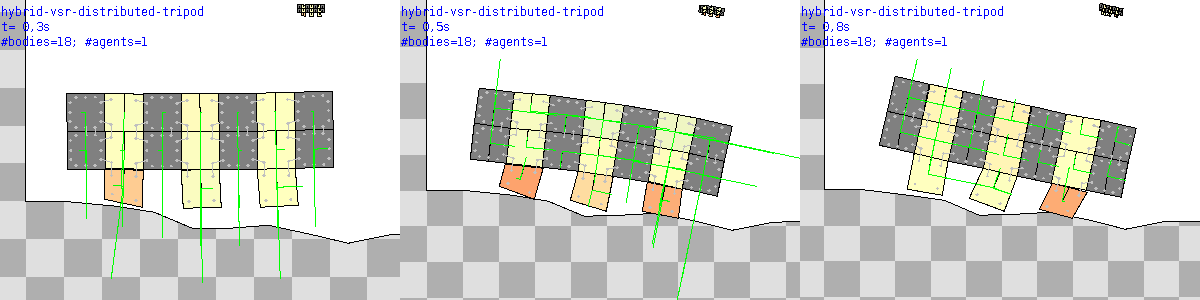 hybrid-vsr-distributed-tripod
t= 0,3s
#bodies=18; #agents=1
hybrid-vsr-distributed-tripod
t= 0,5s
#bodies=18; #agents=1
hybrid-vsr-distributed-tripod
t= 0,8s
#bodies=18; #agents=1